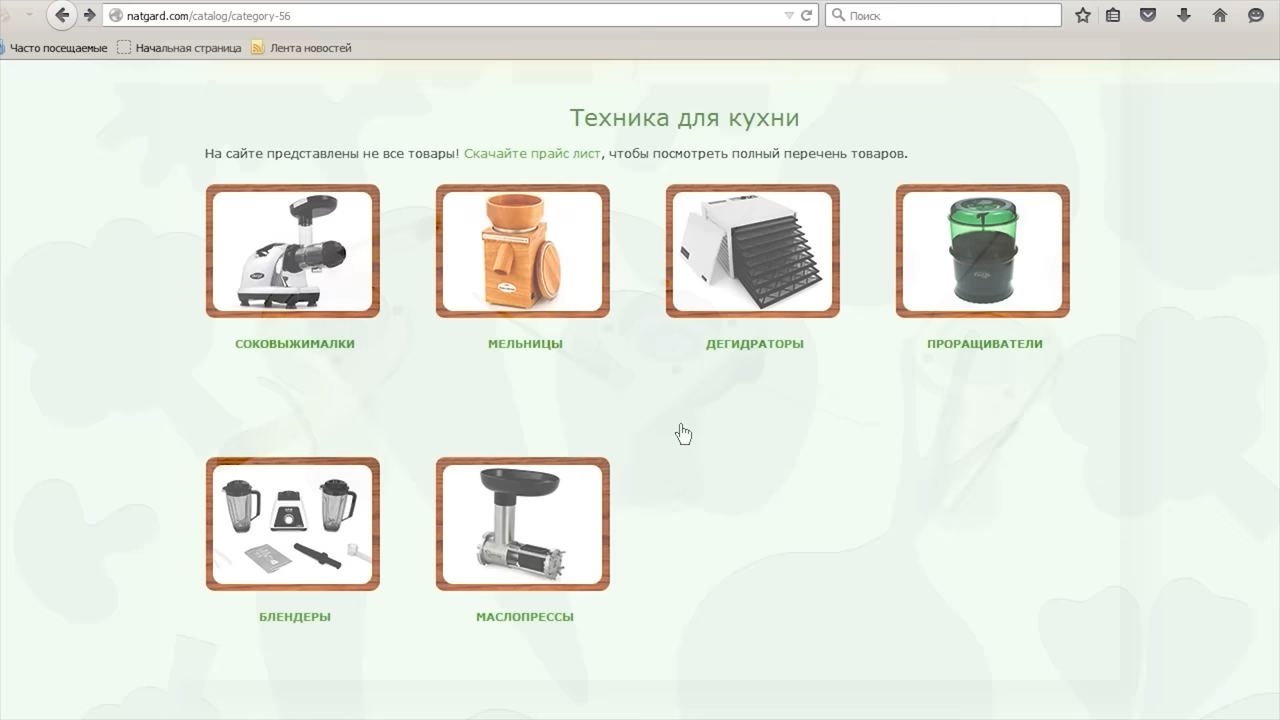 natgard.com/catalog/category-56
Поиск
Часто посещаемые
Начальная страница
Лента новостей
Техника для кухни
На сайте представлены не все товары! Скачайте прайс лист, чтобы посмотреть полный перечень товаров.
СОКОВЫЖИМАЛКИ
МЕЛЬНИЦЫ
ДЕГИДРАТОРЫ
ПРОРАЩИВАТЕЛИ
БЛЕНДЕРЫ
МАСЛОПРЕССЫ